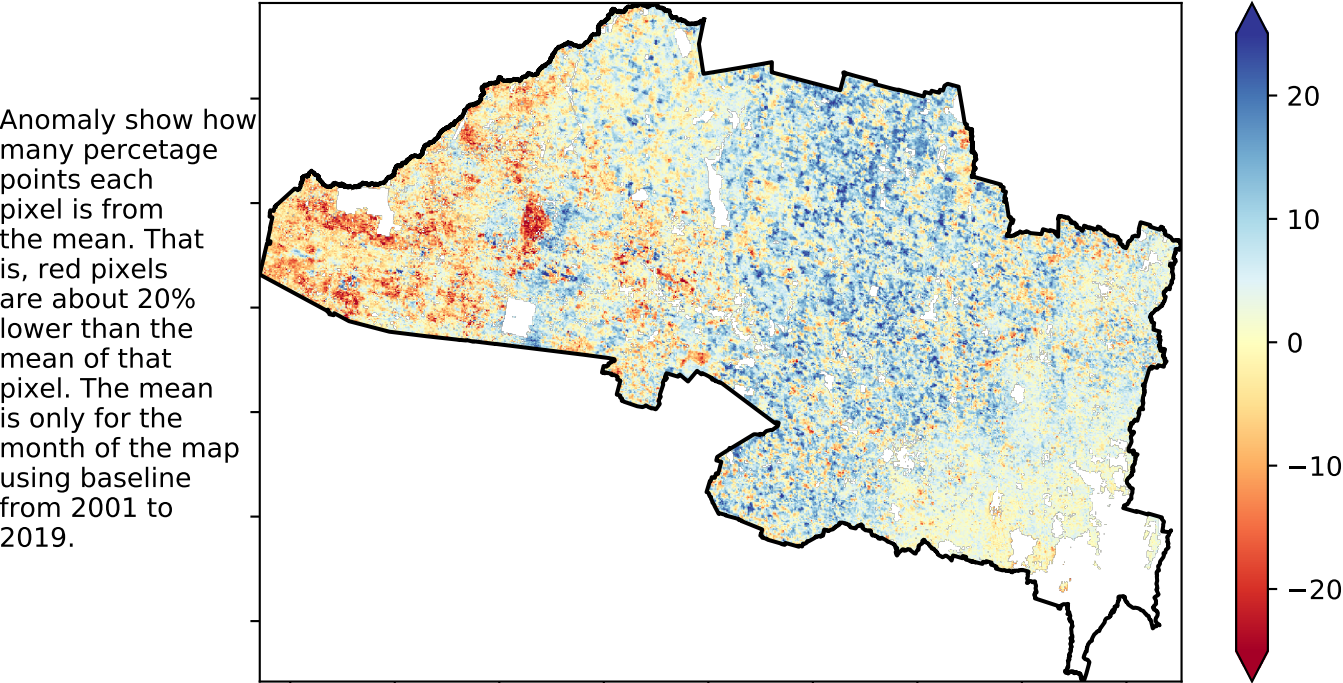 Anomaly show how
many percetage
points each
pixel is from
the mean. That
is, red pixels
are about 20%
lower than the
mean of that
pixel. The mean
is only for the
month of the map
using baseline
from 2001 to
2019.
20
10
0
−10
−20